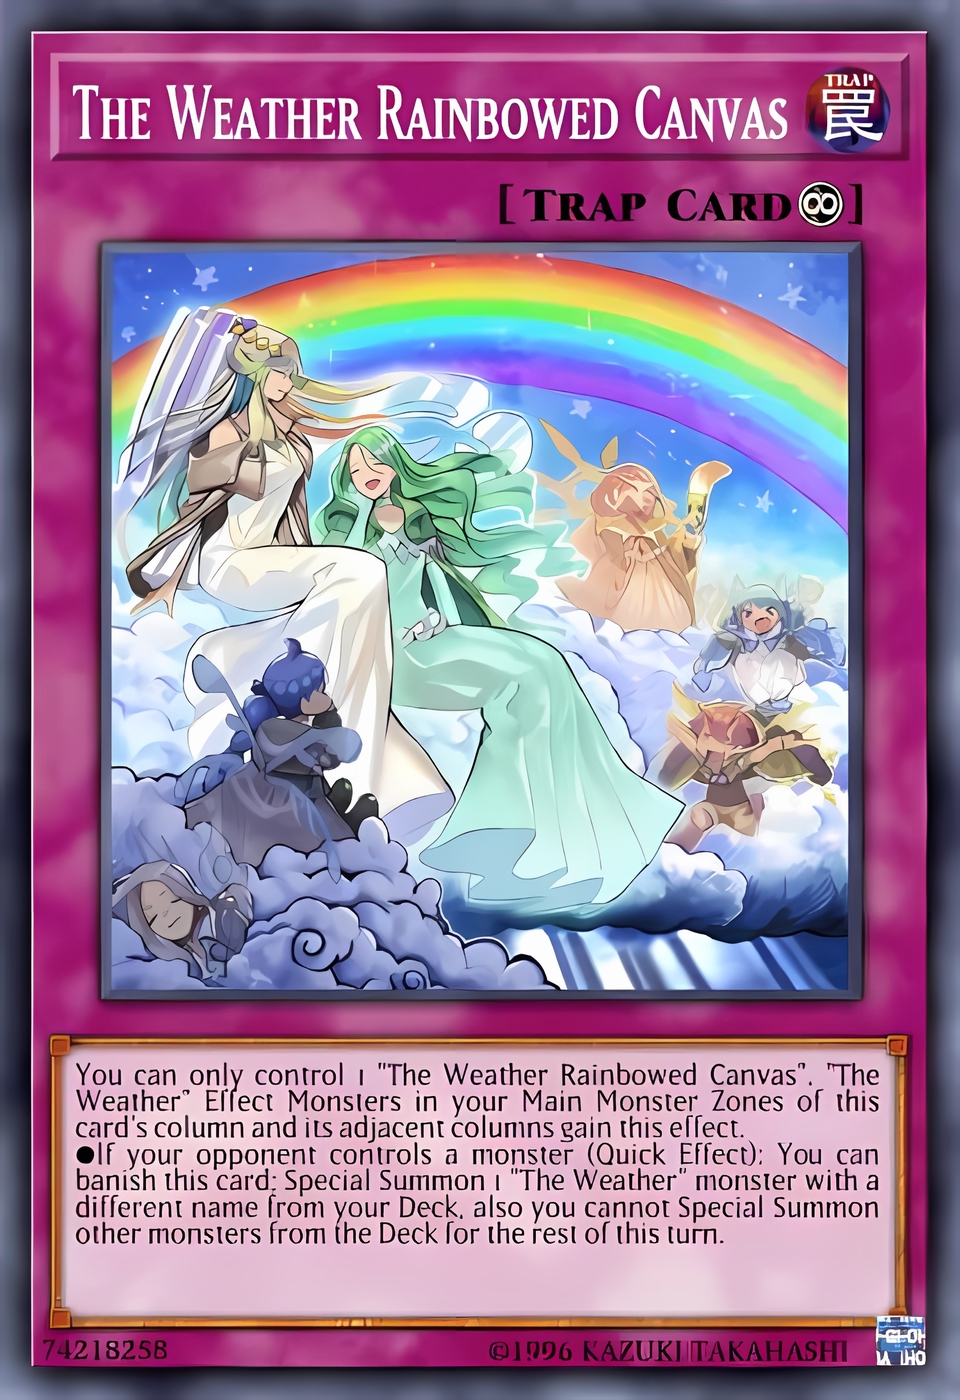 THE WEATHER RAINBOWED CANVAS
TRAP
罠
[TRAP CARD]
You can only control 1 "The Weather Rainbowed Canvas". "The
Weather" Effect Monsters in your Main Monster Zones of this
card's column and its adjacent columns gain this effect.
●If your opponent controls a monster (Quick Effect): You can
banish this card; Special Summon 1 "The Weather" monster with a
different name from your Deck, also you cannot Special Summon
other monsters from the Deck for the rest of this turn.
74218258
©1996 KAZUKI TAKAHASHI